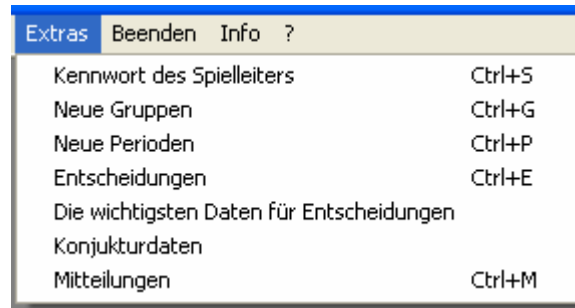 Extras Beenden Info ?
Kennwort des Spielleiters Ctrl+S
Neue Gruppen Ctrl+G
Neue Perioden Ctrl+P
Entscheidungen Ctrl+E
Die wichtigsten Daten für Entscheidungen
Konjukturdaten
Mitteilungen Ctrl+M